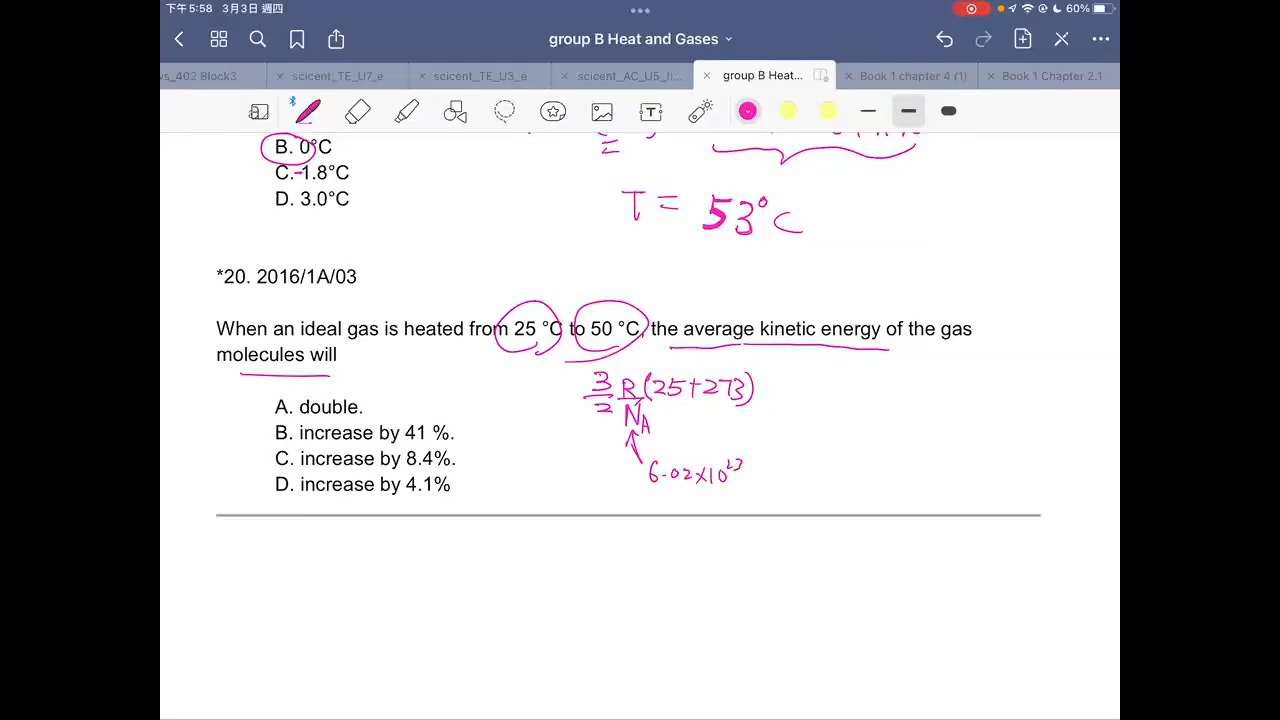 下午5:58 3月3日 週四 60%
group B Heat and Gases
ws_402 Block3 scicent_TE_U7_e scicent_TE_U3_e scicent_AC_U5_li... group B Heat... Book 1 chapter 4 (1) Book 1 Chapter 2.1
B. 0°C
C.-1.8°C
D. 3.0°C
T = 53°C
*20. 2016/1A/03
When an ideal gas is heated from 25 °C to 50 °C, the average kinetic energy of the gas
molecules will
3/2 R/N_A (25+273)
6.02×10²³
A. double.
B. increase by 41 %.
C. increase by 8.4%.
D. increase by 4.1%